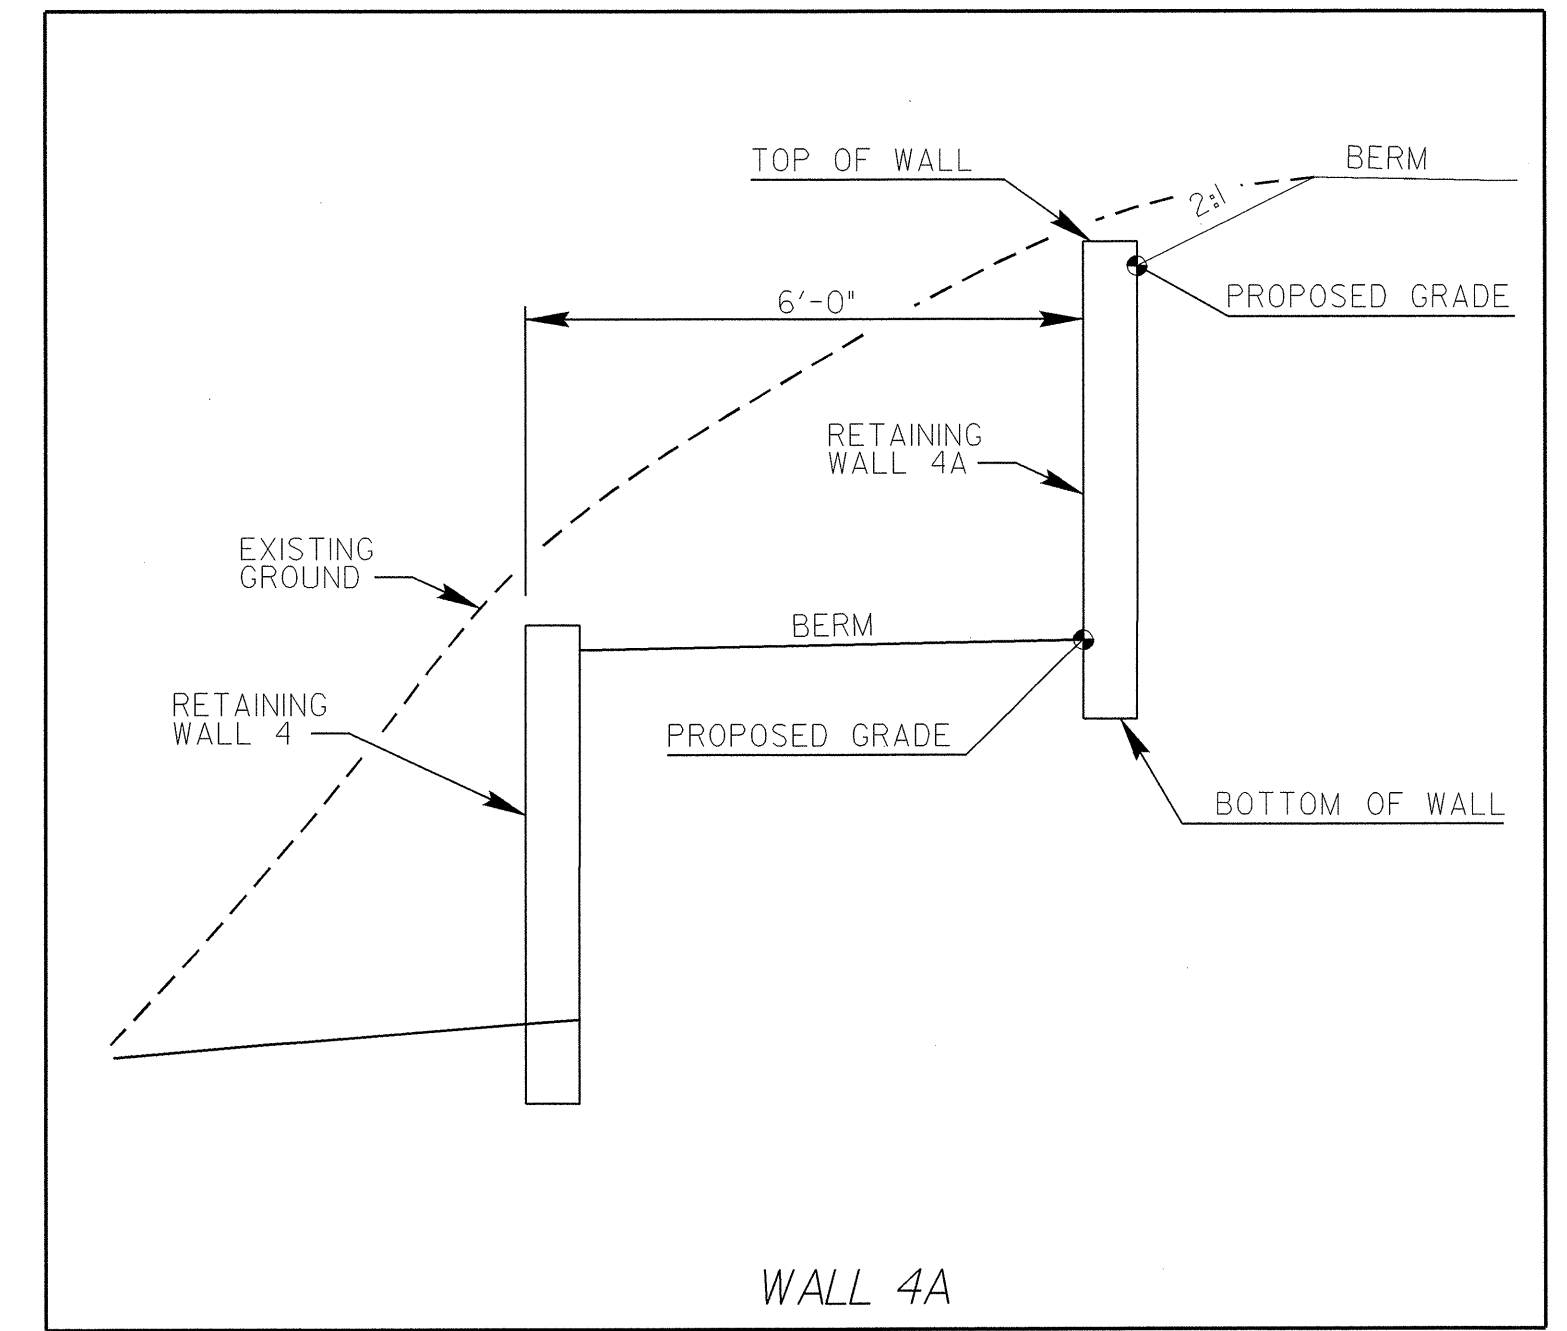 TOP OF WALL
BERM
2:1
6'-0"
PROPOSED GRADE
RETAINING
WALL 4A
EXISTING
GROUND
BERM
RETAINING
WALL 4
PROPOSED GRADE
BOTTOM OF WALL
WALL 4A